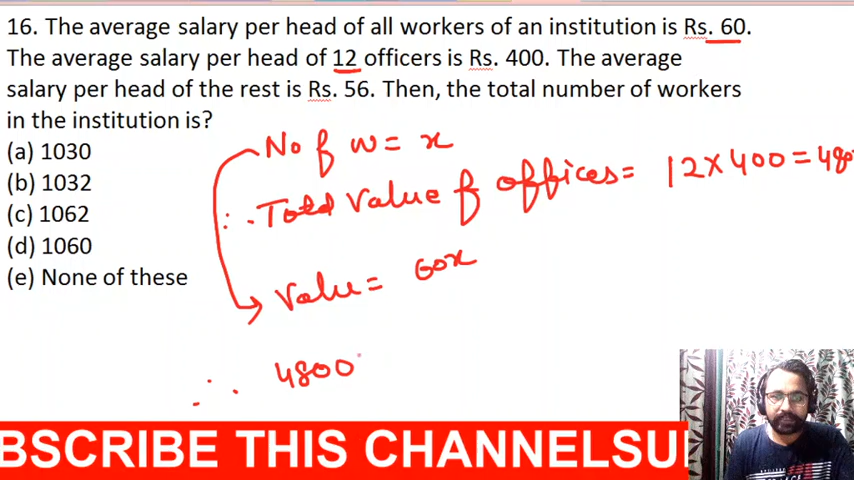 16. The average salary per head of all workers of an institution is Rs. 60.
The average salary per head of 12 officers is Rs. 400. The average
salary per head of the rest is Rs. 56. Then, the total number of workers
in the institution is?
(a) 1030
(b) 1032
(c) 1062
(d) 1060
(e) None of these
No of w = x
∴ Total value of offices = 12x400=480
Value = 60x
∴ 4800
BSCRIBE THIS CHANNELSU